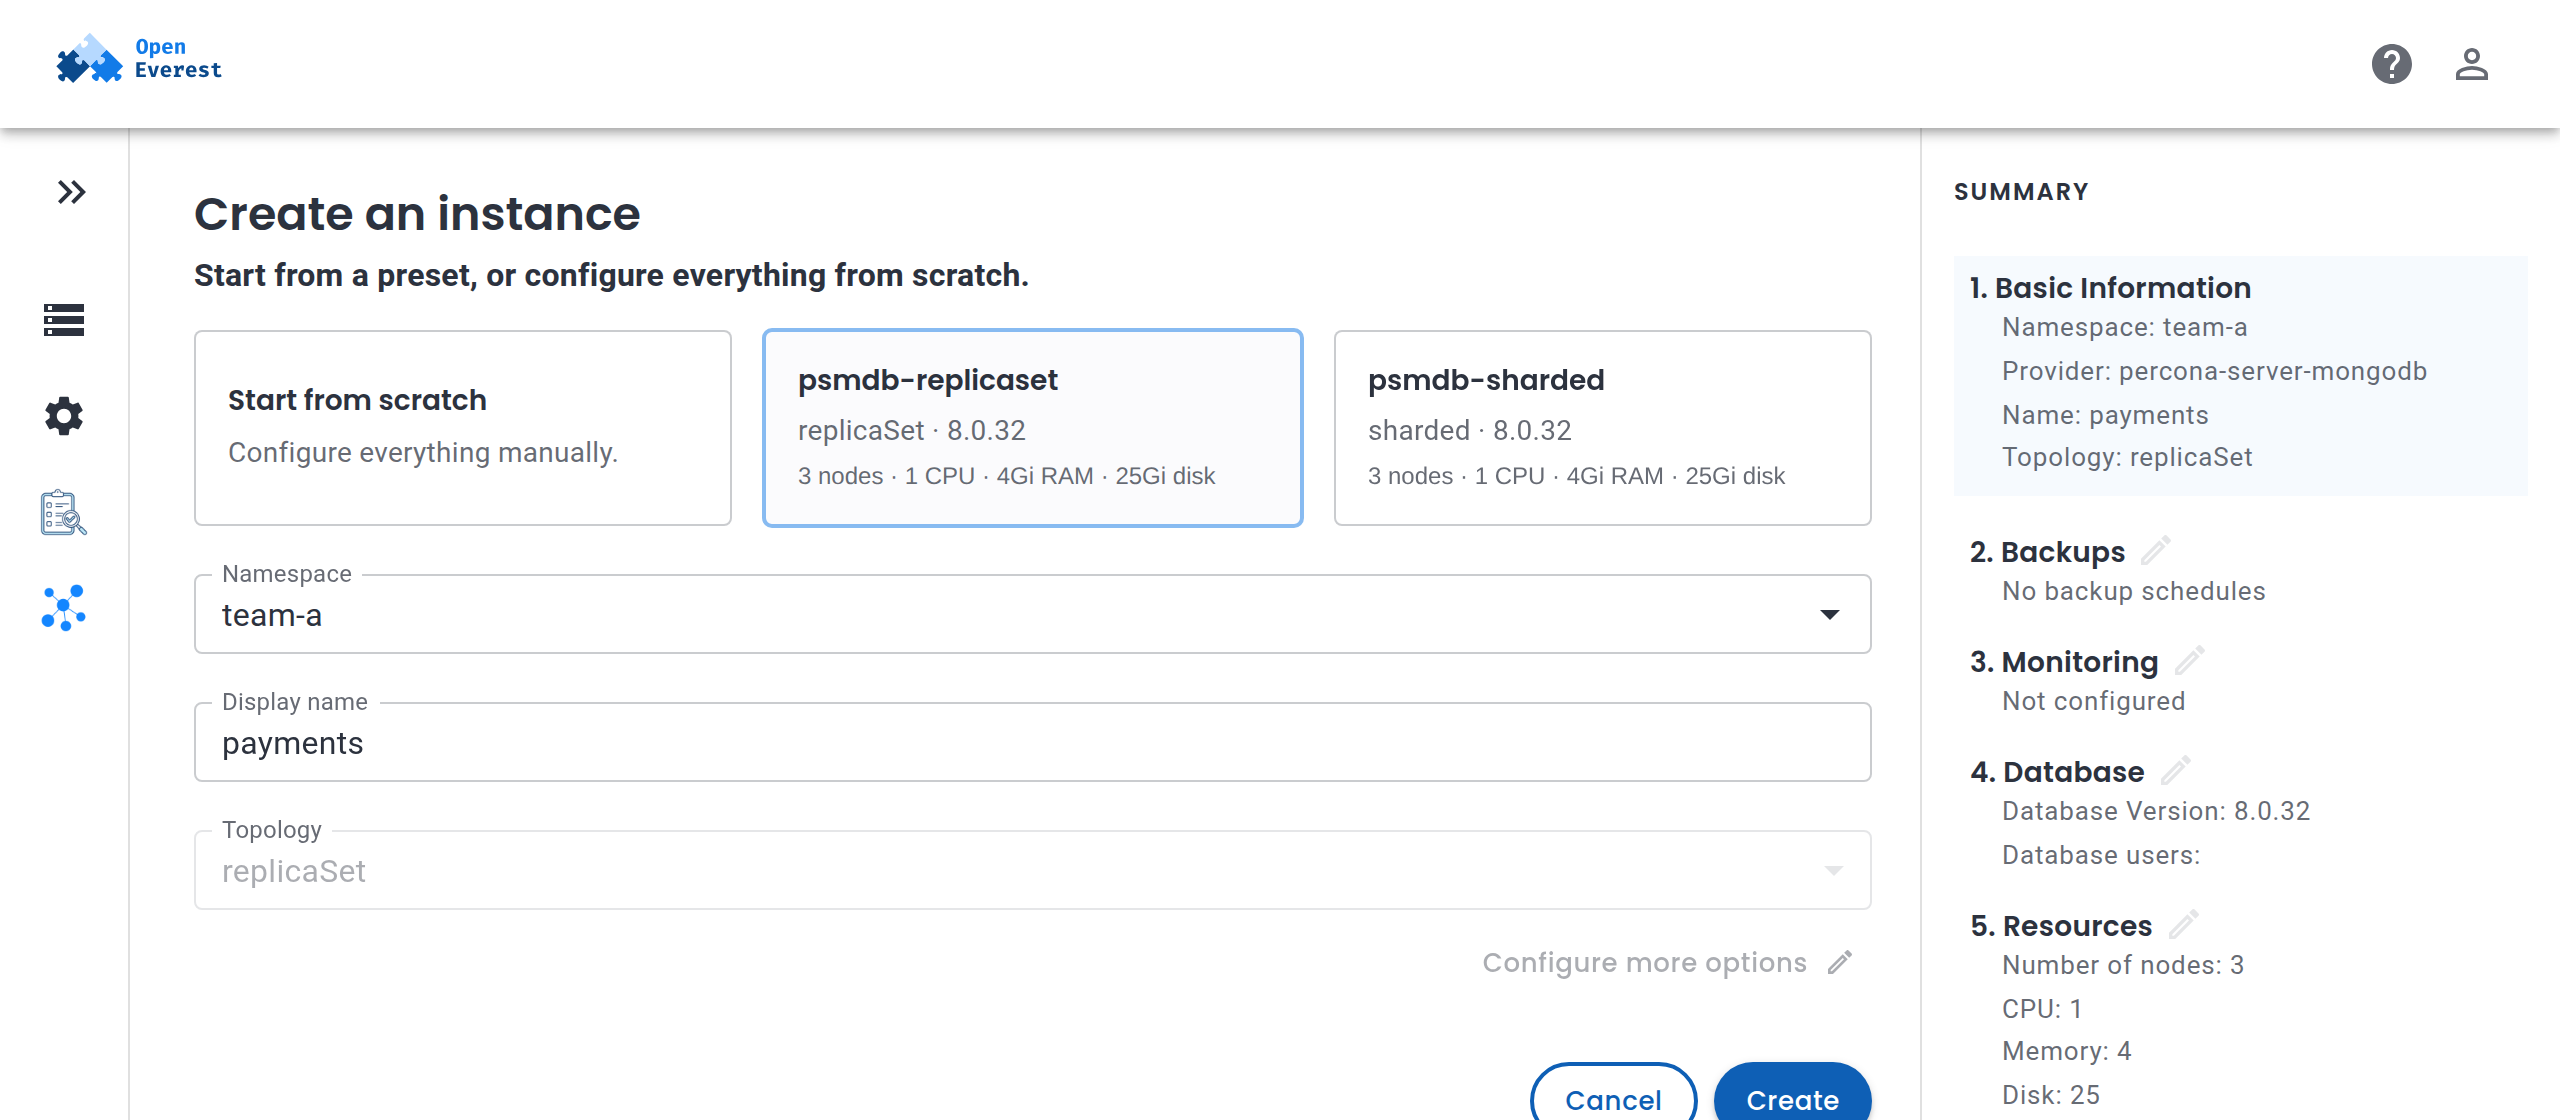 Open
Everest
Create an instance
Start from a preset, or configure everything from scratch.
Start from scratch
Configure everything manually.
psmdb-replicaset
replicaSet · 8.0.32
3 nodes · 1 CPU · 4Gi RAM · 25Gi disk
psmdb-sharded
sharded · 8.0.32
3 nodes · 1 CPU · 4Gi RAM · 25Gi disk
Namespace
team-a
Display name
payments
Topology
replicaSet
Configure more options
Cancel
Create
SUMMARY
1. Basic Information
Namespace: team-a
Provider: percona-server-mongodb
Name: payments
Topology: replicaSet
2. Backups
No backup schedules
3. Monitoring
Not configured
4. Database
Database Version: 8.0.32
Database users:
5. Resources
Number of nodes: 3
CPU: 1
Memory: 4
Disk: 25